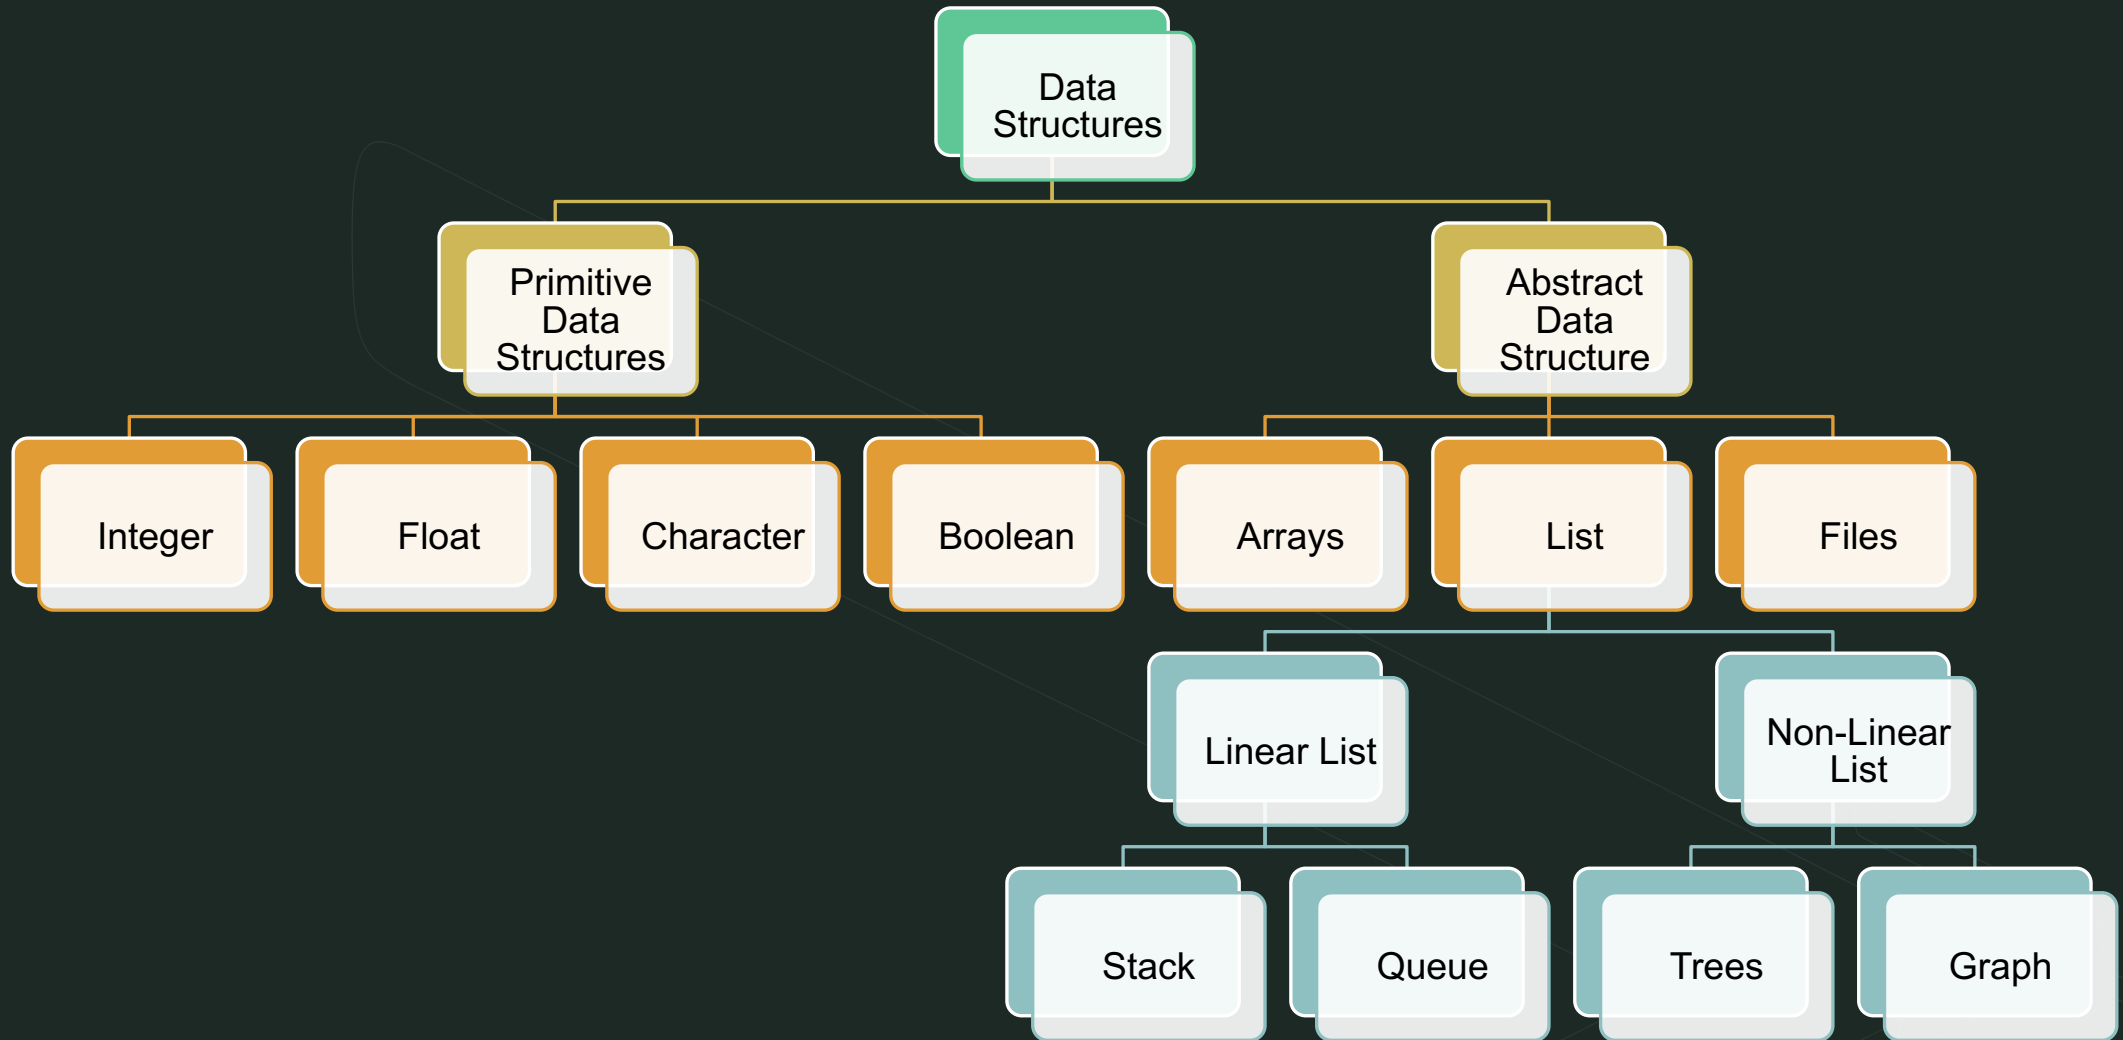 Data
Structures
Primitive
Data
Structures
Abstract
Data
Structure
Integer
Float
Character
Boolean
Arrays
List
Files
Linear List
Non-Linear
List
Stack
Queue
Trees
Graph